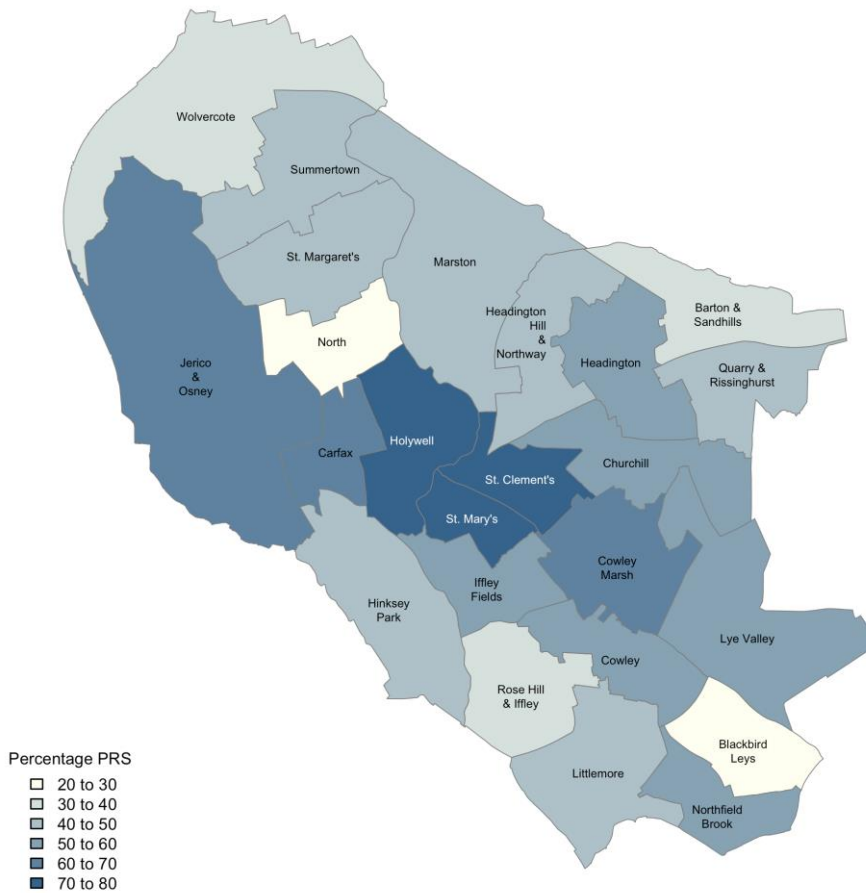 Wolvercote
Summertown
St. Margaret's
Marston
Headington
Hill
&
Northway
Barton &
Sandhills
North
Headington
Quarry &
Rissinghurst
Jerico
&
Osney
Carfax
Holywell
Churchill
St. Clement's
St. Mary's
Cowley
Marsh
Iffley
Fields
Hinksey
Park
Lye Valley
Cowley
Rose Hill
& Iffley
Blackbird
Leys
Littlemore
Northfield
Brook
Percentage PRS
20 to 30
30 to 40
40 to 50
50 to 60
60 to 70
70 to 80